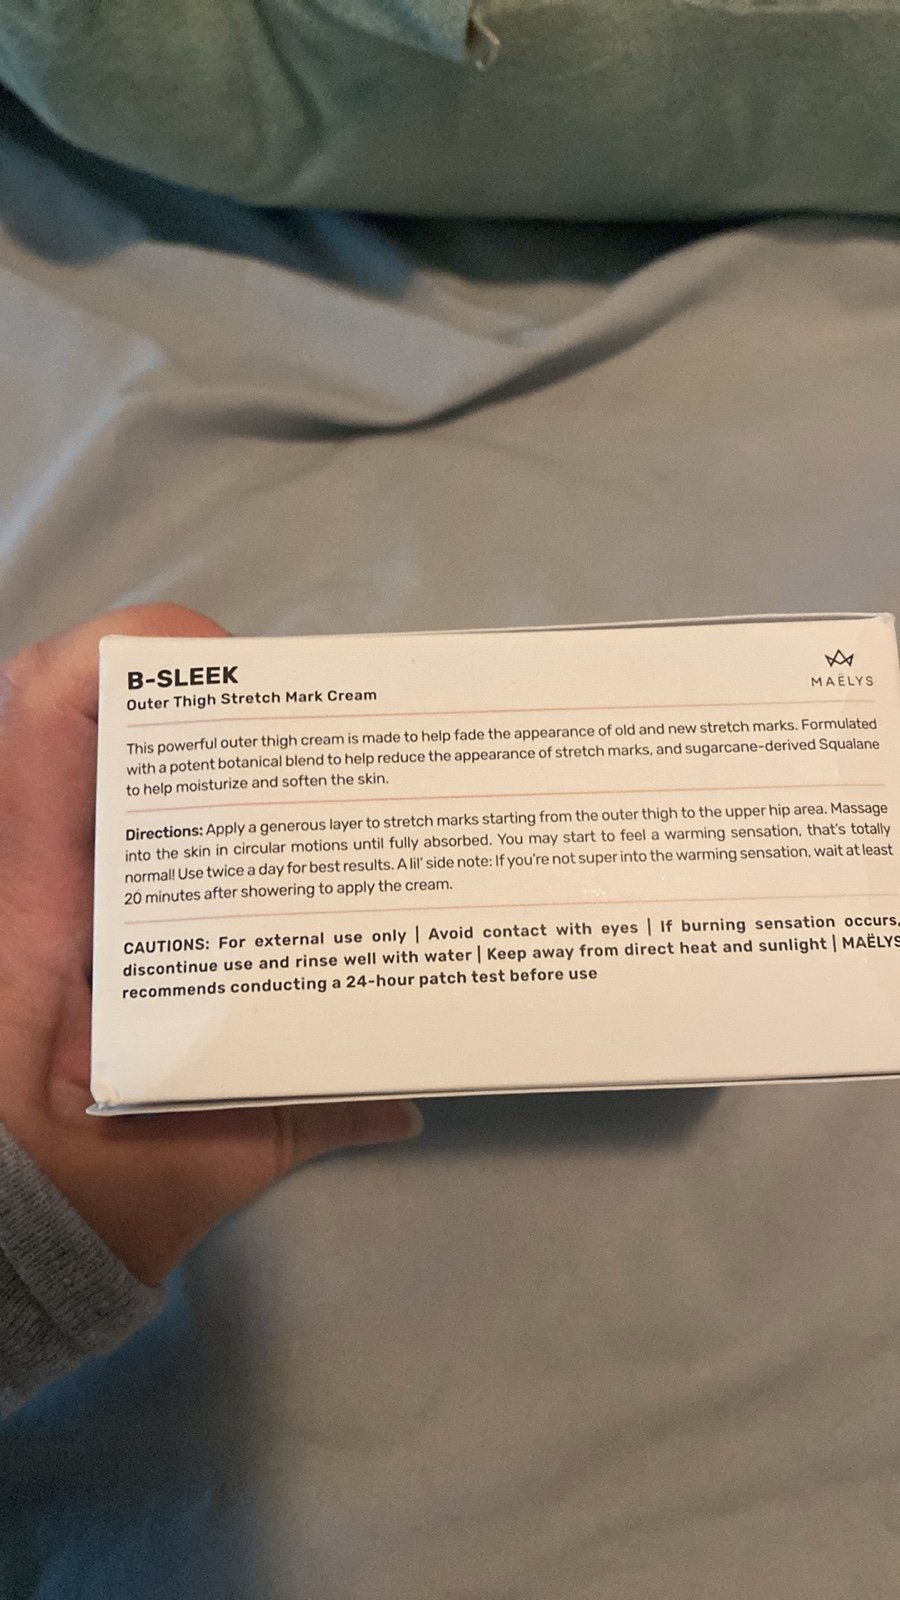 B-SLEEK
Outer Thigh Stretch Mark Cream
MAËLYS
This powerful outer thigh cream is made to help fade the appearance of old and new stretch marks. Formulated
with a potent botanical blend to help reduce the appearance of stretch marks, and sugarcane-derived Squalane
to help moisturize and soften the skin.
Directions: Apply a generous layer to stretch marks starting from the outer thigh to the upper hip area. Massage
into the skin in circular motions until fully absorbed. You may start to feel a warming sensation, that's totally
normal! Use twice a day for best results. A lil' side note: If you're not super into the warming sensation, wait at least
20 minutes after showering to apply the cream.
CAUTIONS: For external use only | Avoid contact with eyes | If burning sensation occurs,
discontinue use and rinse well with water | Keep away from direct heat and sunlight | MAËLYS
recommends conducting a 24-hour patch test before use